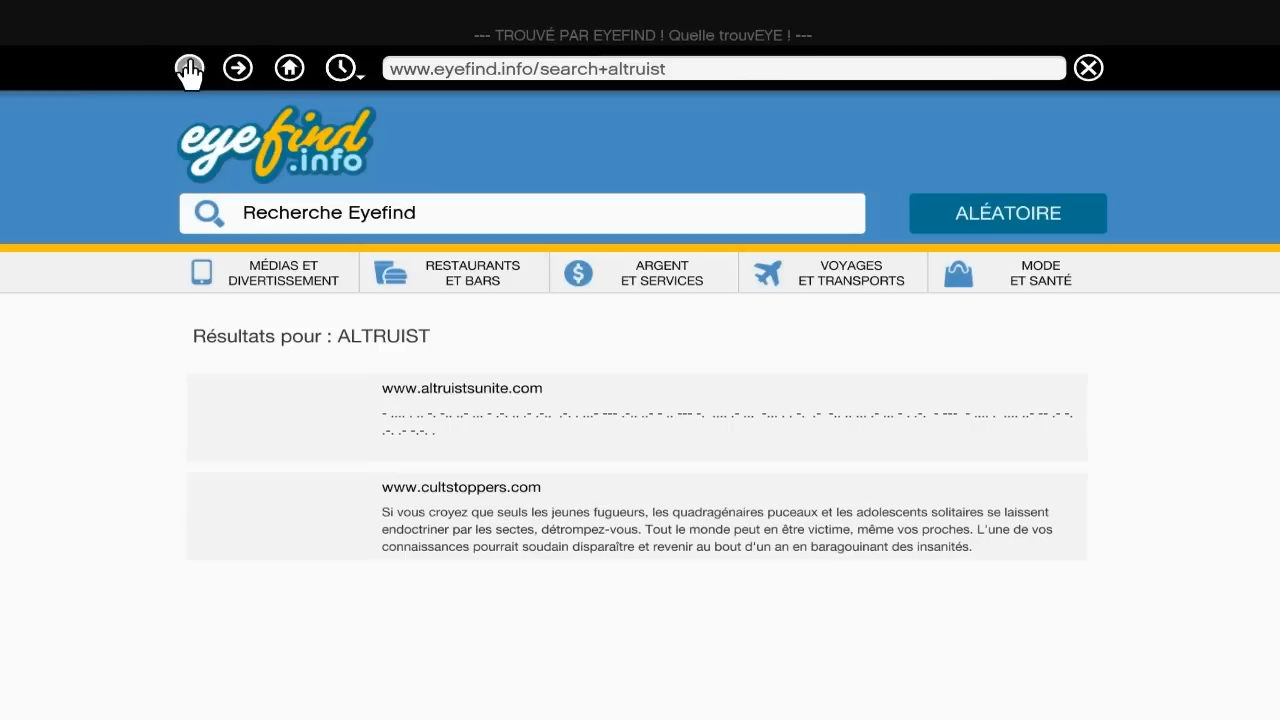 --- TROUVÉ PAR EYEFIND ! Quelle trouvEYE ! ---
www.eyefind.info/search+altruist
eyefind
.info
Recherche Eyefind
ALÉATOIRE
MÉDIAS ET
DIVERTISSEMENT
RESTAURANTS
ET BARS
ARGENT
ET SERVICES
VOYAGES
ET TRANSPORTS
MODE
ET SANTÉ
Résultats pour : ALTRUIST
www.altruistsunite.com
- .... . .. -. -.. ..- ... - .-. .. .- .-.. .-. . ...- --- .-.. ..- - .. --- -. .... .- ... -... . . -. .- -.. .. ... .- ... - . .-. - --- - .... . .... ..- -- .- -.
.-. .- -.-. .
www.cultstoppers.com
Si vous croyez que seuls les jeunes fugueurs, les quadragénaires puceaux et les adolescents solitaires se laissent
endoctriner par les sectes, détrompez-vous. Tout le monde peut en être victime, même vos proches. L'une de vos
connaissances pourrait soudain disparaître et revenir au bout d'un an en baragouinant des insanités.